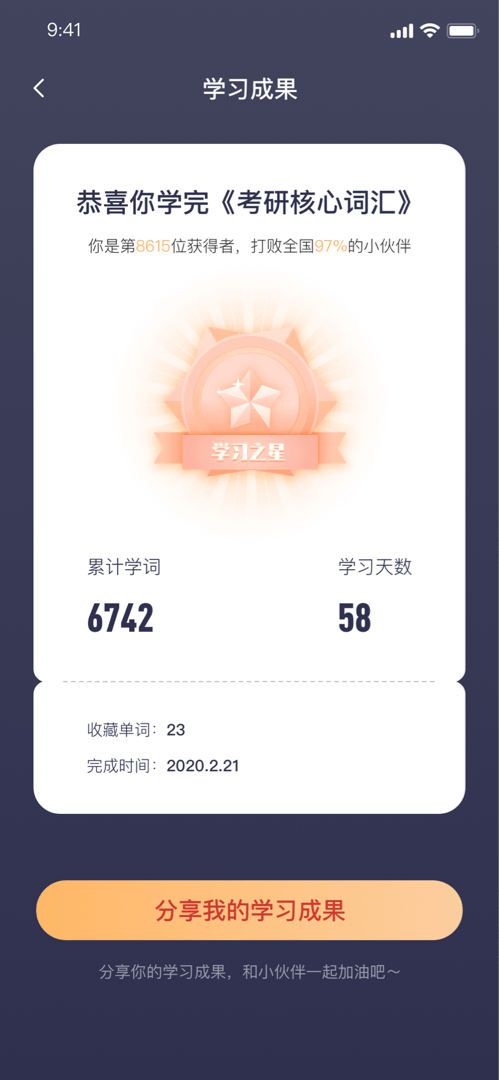 9:41
学习成果
恭喜你学完《考研核心词汇》
你是第8615位获得者，打败全国97%的小伙伴
学习之星
累计学词 学习天数
6742 58
收藏单词：23
完成时间：2020.2.21
分享我的学习成果
分享你的学习成果，和小伙伴一起加油吧～